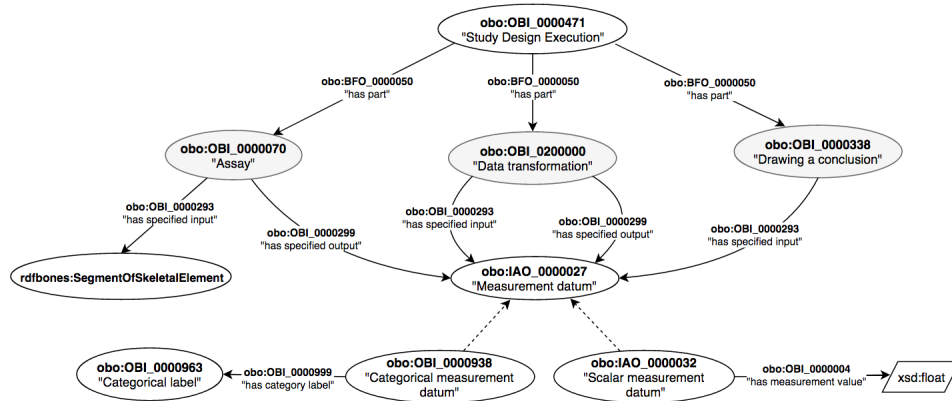 obo:OBI_0000471
"Study Design Execution"
obo:BFO_0000050
"has part"
obo:BFO_0000050
"has part"
obo:BFO_0000050
"has part"
obo:OBI_0000070
"Assay"
obo:OBI_0200000
"Data transformation"
obo:OBI_0000338
"Drawing a conclusion"
obo:OBI_0000293
"has specified input"
obo:OBI_0000299
"has specified output"
obo:OBI_0000293
"has specified input"
obo:OBI_0000299
"has specified output"
obo:OBI_0000293
"has specified input"
rdfbones:SegmentOfSkeletalElement
obo:IAO_0000027
"Measurement datum"
obo:OBI_0000963
"Categorical label"
obo:OBI_0000999
"has category label"
obo:OBI_0000938
"Categorical measurement
datum"
obo:IAO_0000032
"Scalar measurement
datum"
obo:OBI_0000004
"has measurement value"
xsd:float